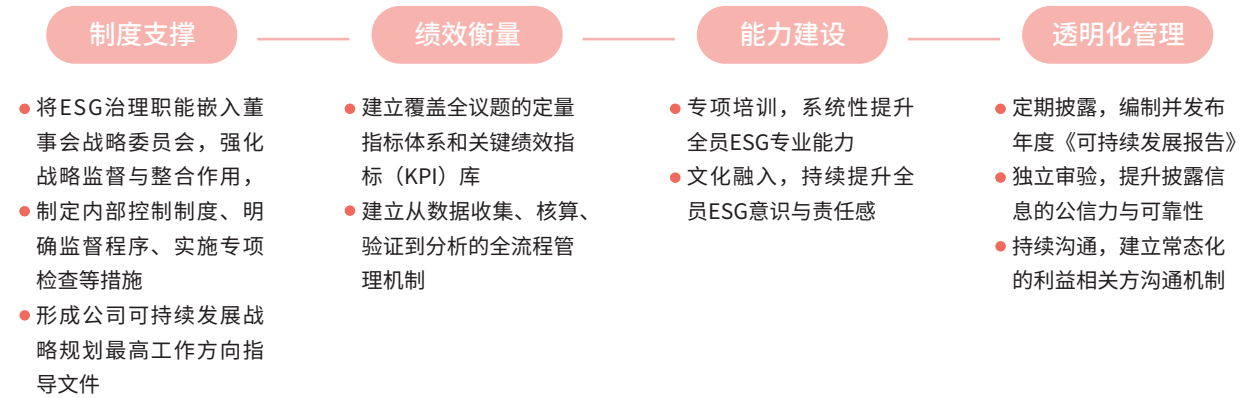 制度支撑
将ESG治理职能嵌入董
事会战略委员会，强化
战略监督与整合作用，
制定内部控制制度、明
确监督程序、实施专项
检查等措施
形成公司可持续发展战
略规划最高工作方向指
导文件
绩效衡量
建立覆盖全议题的定量
指标体系和关键绩效指
标（KPI）库
建立从数据收集、核算、
验证到分析的全流程管
理机制
能力建设
专项培训，系统性提升
全员ESG专业能力
文化融入，持续提升全
员ESG意识与责任感
透明化管理
定期披露，编制并发布
年度《可持续发展报告》
独立审验，提升披露信
息的公信力与可靠性
持续沟通，建立常态化
的利益相关方沟通机制